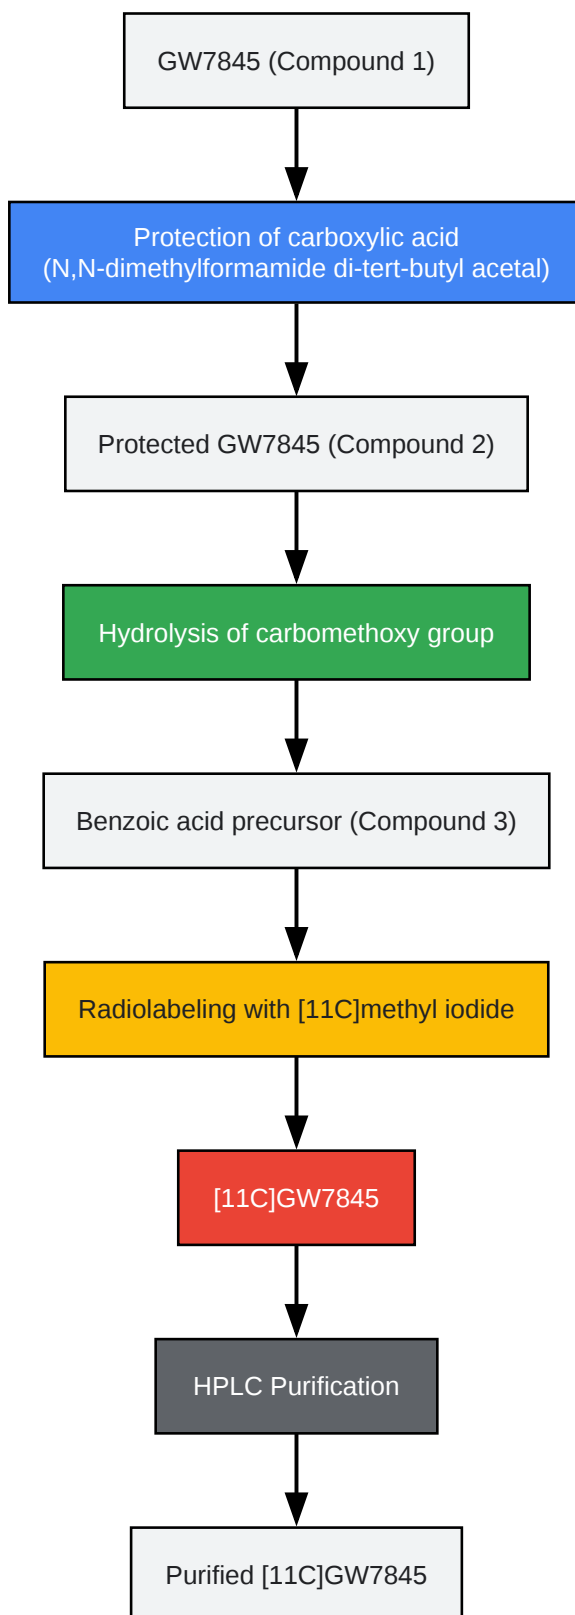 GW7845 (Compound 1)
Protection of carboxylic acid
(N,N-dimethylformamide di-tert-butyl acetal)
Protected GW7845 (Compound 2)
Hydrolysis of carbomethoxy group
Benzoic acid precursor (Compound 3)
Radiolabeling with [11C]methyl iodide
[11C]GW7845
HPLC Purification
Purified [11C]GW7845